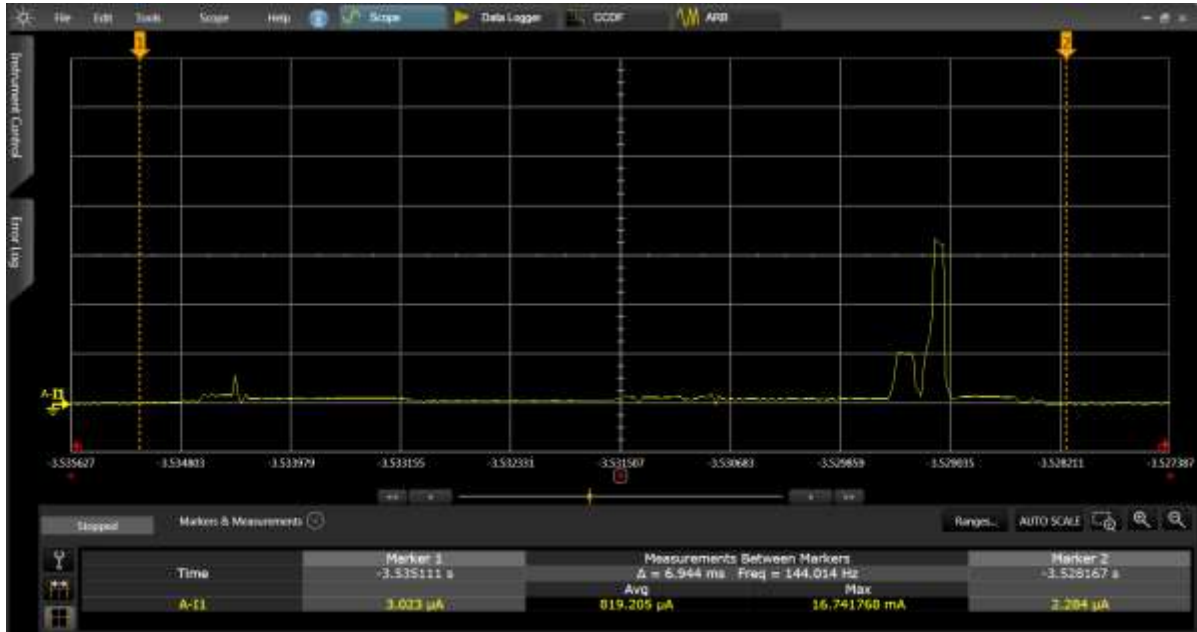 File Edit Tools Scope Help Scope Data Logger CCDF ARB
1 2
Instrument Control
Error Log
A-I1
-3.535627 -3.534803 -3.533979 -3.533155 -3.532331 -3.531507 -3.530683 -3.529859 -3.529035 -3.528211 -3.527387
<< < > >>
Stopped Markers & Measurements Ranges... AUTO SCALE
Marker 1 Measurements Between Markers Marker 2
Time -3.535111 s Δ = 6.944 ms Freq = 144.014 Hz -3.528167 s
Avg Max
A-I1 3.023 µA 819.205 µA 16.741768 mA 2.284 µA